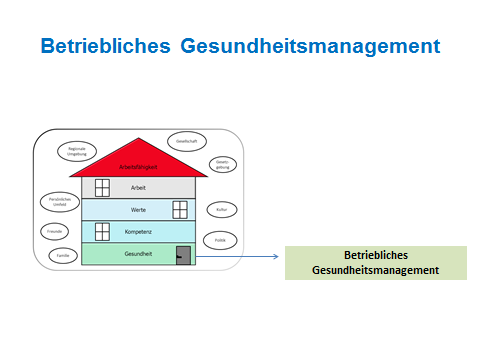 Betriebliches Gesundheitsmanagement
Gesellschaft
Regionale
Umgebung
Gesetz-
gebung
Arbeitsfähigkeit
Arbeit
Persönliches
Umfeld
Werte
Kultur
Freunde
Kompetenz
Politik
Familie
Gesundheit
Betriebliches
Gesundheitsmanagement